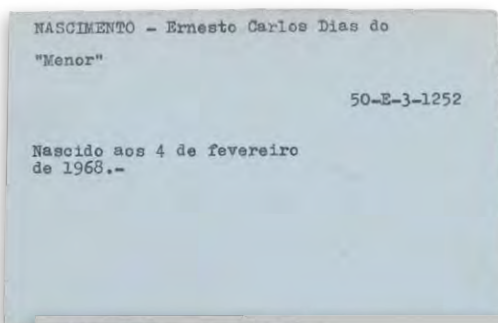 NASCIMENTO - Ernesto Carlos Dias do
"Menor"
50-E-3-1252
Nascido aos 4 de fevereiro
de 1968.-